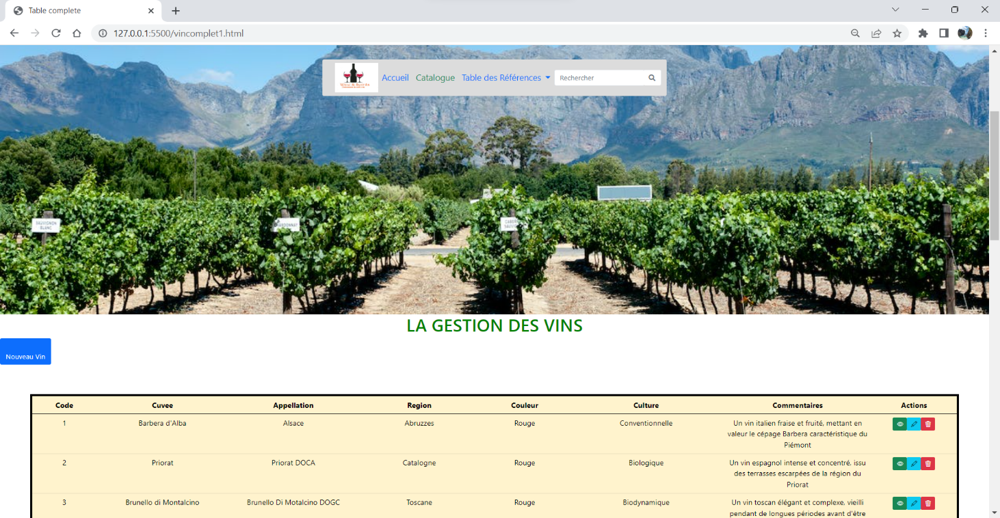 Table complete
127.0.0.1:5500/vincomplet1.html
Accueil Catalogue Table des Références Rechercher
SAUVIGNON
BLANC
CHARDONNAY
LA GESTION DES VINS
Nouveau Vin
Code Cuvee Appellation Region Couleur Culture Commentaires Actions
1 Barbera d'Alba Alsace Abruzzes Rouge Conventionnelle Un vin italien fraise et fruité, mettant en
valeur le cépage Barbera caractéristique du
Piémont
2 Priorat Priorat DOCA Catalogne Rouge Biologique Un vin espagnol intense et concentré, issu
des terrasses escarpées de la région du
Priorat
3 Brunello di Montalcino Brunello Di Motalcino DOGC Toscane Rouge Biodynamique Un vin toscan élégant et complexe, vieilli
pendant de longues périodes avant d'être